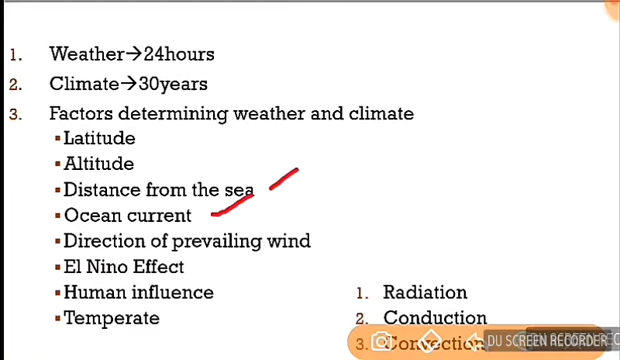 1. Weather→24hours
2. Climate→30years
3. Factors determining weather and climate
▪Latitude
▪Altitude
▪Distance from the sea
▪Ocean current
▪Direction of prevailing wind
▪El Nino Effect
▪Human influence
▪Temperate
1. Radiation
2. Conduction
3. Convection
DU SCREEN RECORDER